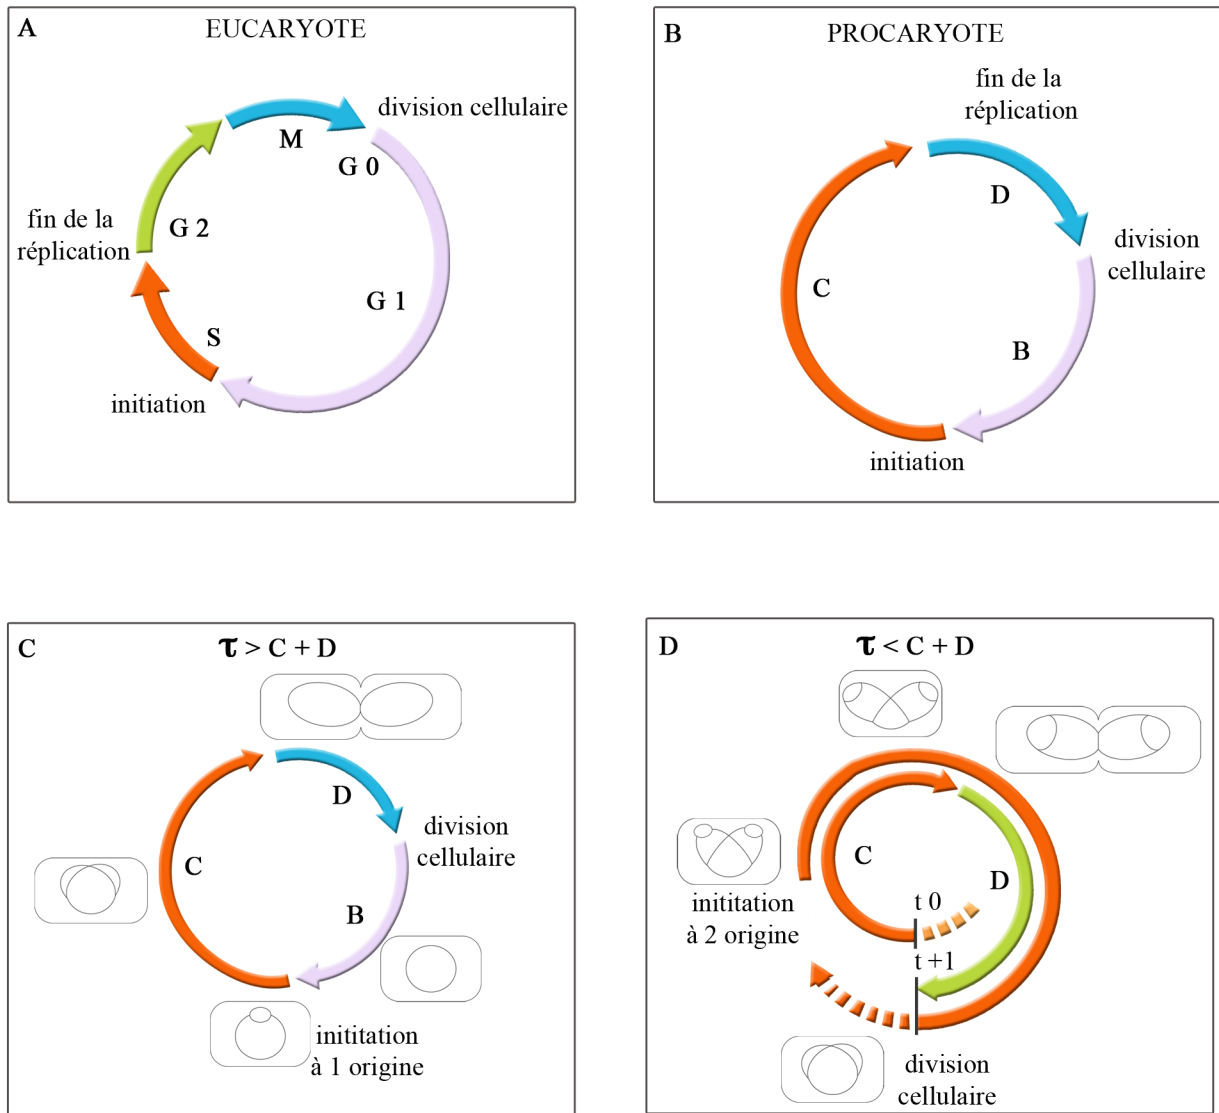 A
EUCARYOTE
division cellulaire
M
G 0
G 2
fin de la
réplication
G 1
S
initiation
B
PROCARYOTE
fin de la
réplication
D
division
cellulaire
C
B
initiation
C
τ > C + D
D
division
cellulaire
C
B
inititation
à 1 origine
D
τ < C + D
C
D
t 0
inititation
à 2 origine
t +1
division
cellulaire